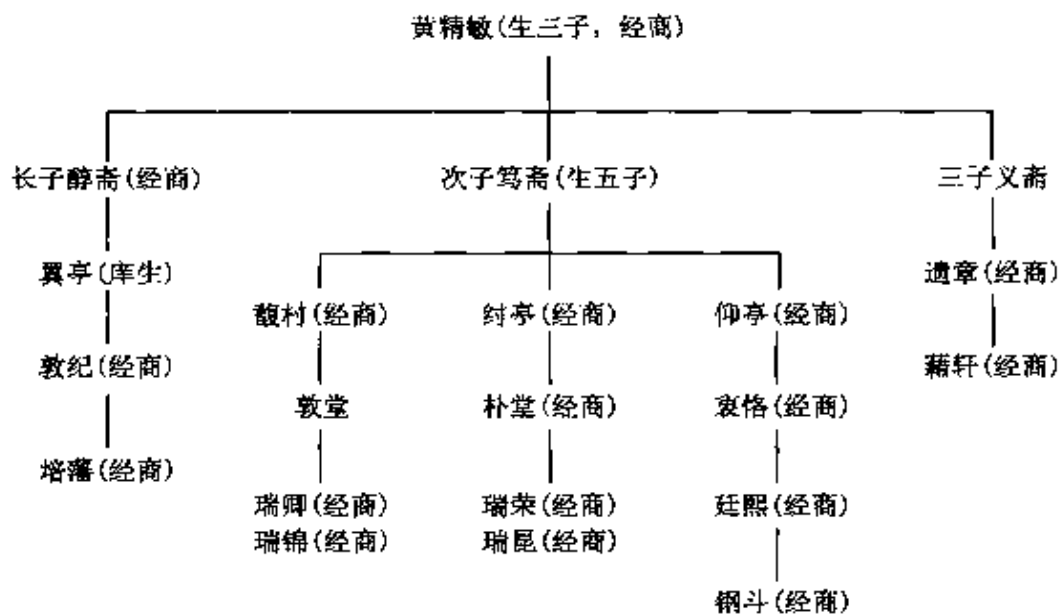 黄精敏(生三子，经商)
长子醇斋(经商)
次子笃斋(生五子)
三子义斋
翼亭(庠生)
遗章(经商)
馥村(经商)
纣亭(经商)
仰亭(经商)
敦纪(经商)
藉轩(经商)
敦堂
朴堂(经商)
衷恪(经商)
培藩(经商)
瑞卿(经商)
瑞荣(经商)
廷熙(经商)
瑞锦(经商)
瑞昆(经商)
钢斗(经商)